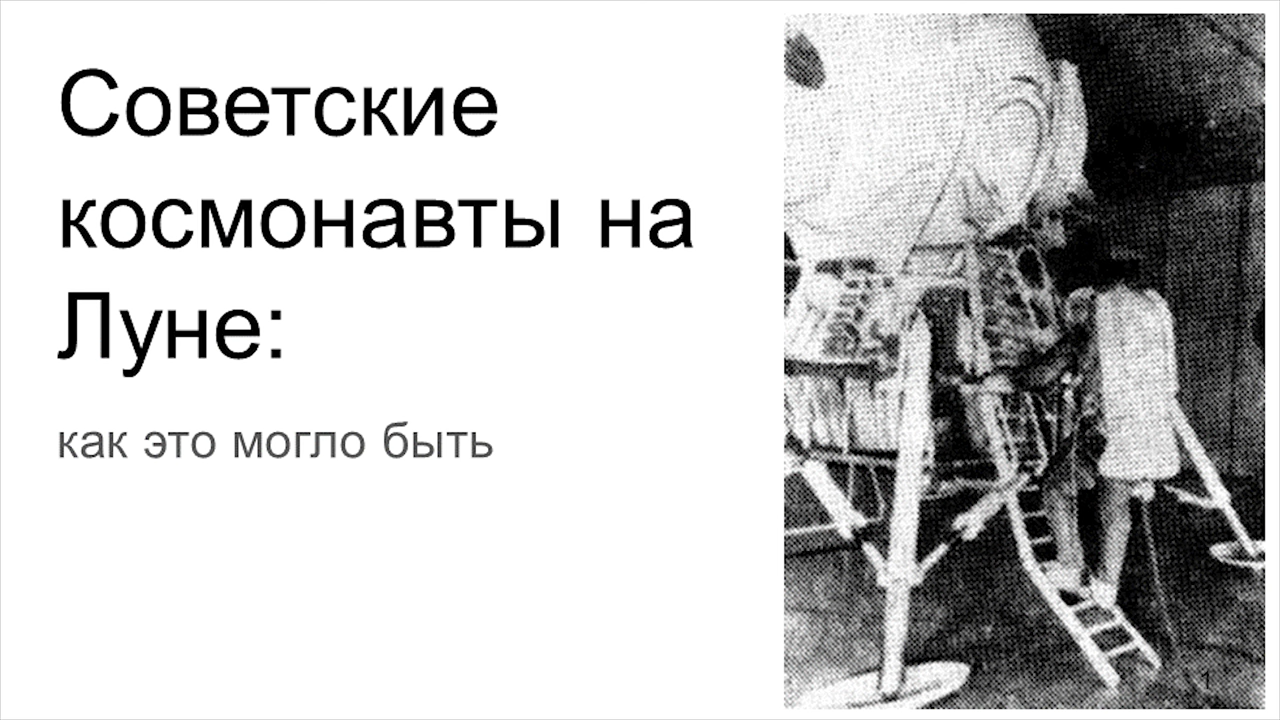 Советские
космонавты на
Луне:
как это могло быть
1